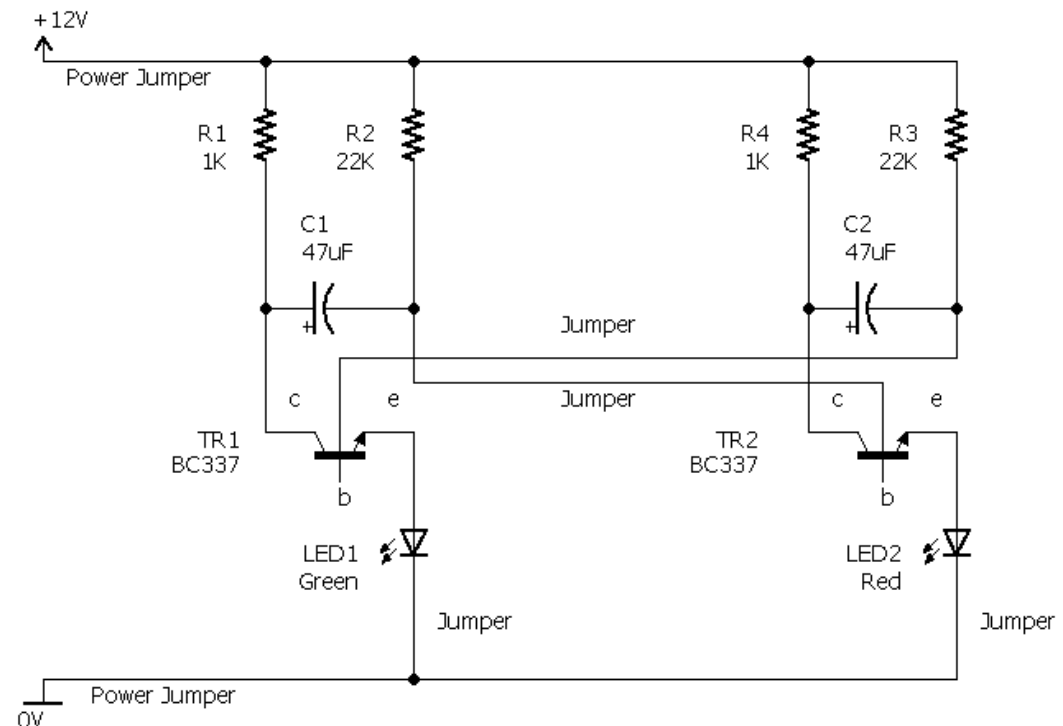 +12V
Power Jumper
R1
1K
R2
22K
R4
1K
R3
22K
C1
47uF
+
C2
47uF
+
Jumper
Jumper
c
e
c
e
TR1
BC337
b
TR2
BC337
b
LED1
Green
LED2
Red
Jumper
Jumper
Power Jumper
0V